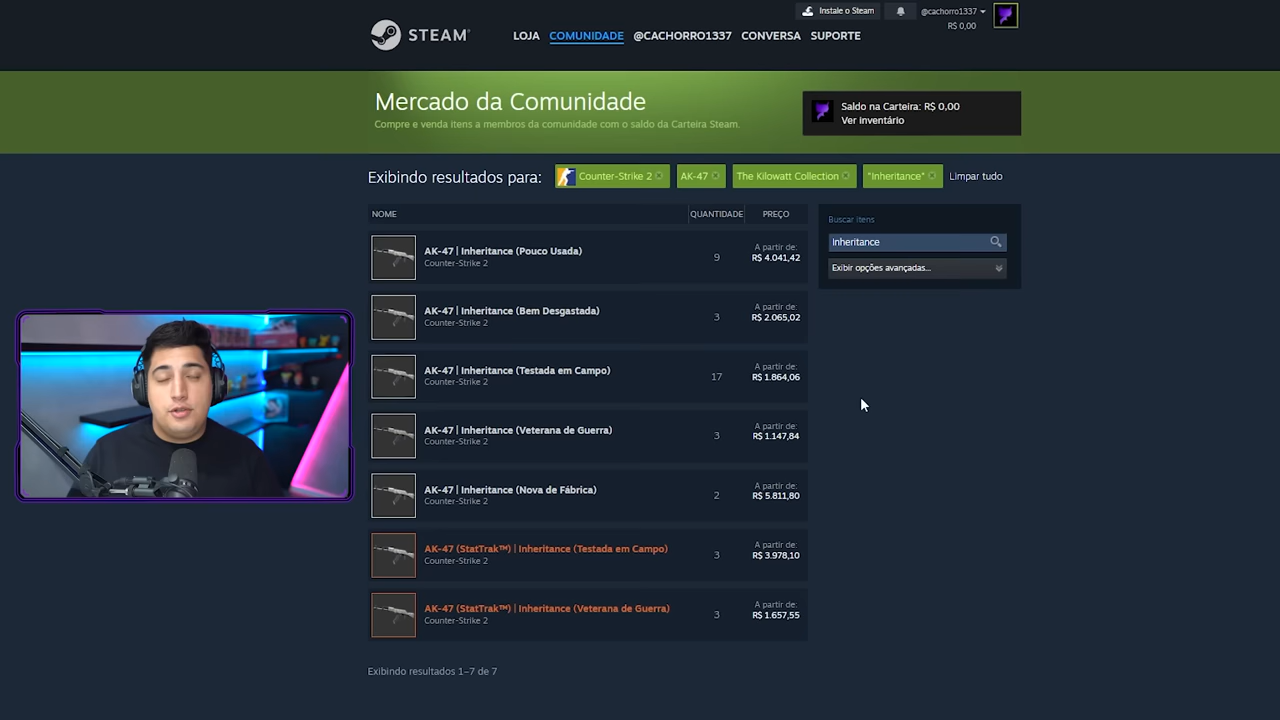 Instale o Steam
@cachorro1337
R$ 0,00
STEAM®
LOJA COMUNIDADE @CACHORRO1337 CONVERSA SUPORTE
Mercado da Comunidade
Compre e venda itens a membros da comunidade com o saldo da Carteira Steam.
Saldo na Carteira: R$ 0,00
Ver inventário
Exibindo resultados para: Counter-Strike 2 AK-47 The Kilowatt Collection "Inheritance" Limpar tudo
NOME QUANTIDADE PREÇO
AK-47 | Inheritance (Pouco Usada)
Counter-Strike 2
9
A partir de:
R$ 4.041,42
AK-47 | Inheritance (Bem Desgastada)
Counter-Strike 2
3
A partir de:
R$ 2.065,02
AK-47 | Inheritance (Testada em Campo)
Counter-Strike 2
17
A partir de:
R$ 1.864,06
AK-47 | Inheritance (Veterana de Guerra)
Counter-Strike 2
3
A partir de:
R$ 1.147,84
AK-47 | Inheritance (Nova de Fábrica)
Counter-Strike 2
2
A partir de:
R$ 5.811,80
AK-47 (StatTrak™) | Inheritance (Testada em Campo)
Counter-Strike 2
3
A partir de:
R$ 3.978,10
AK-47 (StatTrak™) | Inheritance (Veterana de Guerra)
Counter-Strike 2
3
A partir de:
R$ 1.657,55
Exibindo resultados 1–7 de 7
Buscar itens
Inheritance
Exibir opções avançadas...